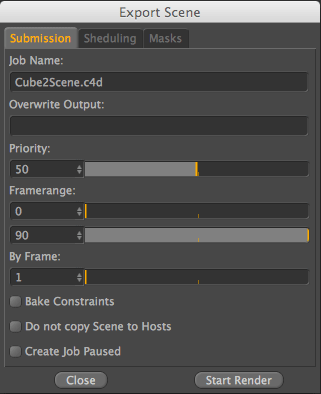 Export Scene
Submission Sheduling Masks
Job Name:
Cube2Scene.c4d
Overwrite Output:
Priority:
50
Framerange:
0
90
By Frame:
1
Bake Constraints
Do not copy Scene to Hosts
Create Job Paused
Close Start Render